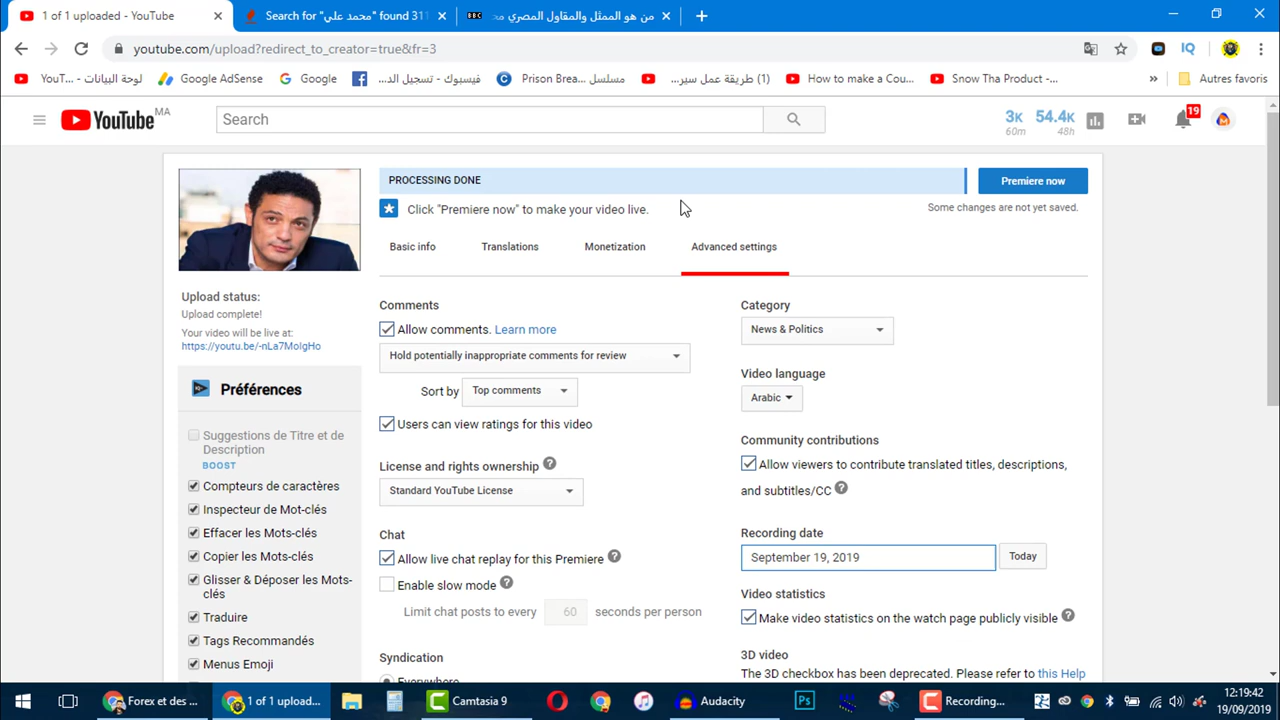 1 of 1 uploaded - YouTube
Search for "محمد علي" found 311
BBC
من هو الممثل والمقاول المصري مح
youtube.com/upload?redirect_to_creator=true&fr=3
لوحة البيانات - YouT...
Google AdSense
Google
فيسبوك - تسجيل الد...
مسلسل Prison Brea...
(1) طريقة عمل سير...
How to make a Cou...
Snow Tha Product -...
»
Autres favoris
YouTube MA
Search
3K
60m
54.4K
48h
19
PROCESSING DONE
Premiere now
Click "Premiere now" to make your video live.
Some changes are not yet saved.
Basic info
Translations
Monetization
Advanced settings
Upload status:
Upload complete!
Your video will be live at:
https://youtu.be/-nLa7MolgHo
Préférences
Suggestions de Titre et de
Description
BOOST
Compteurs de caractères
Inspecteur de Mot-clés
Effacer les Mots-clés
Copier les Mots-clés
Glisser & Déposer les Mots-
clés
Traduire
Tags Recommandés
Menus Emoji
Comments
Allow comments. Learn more
Hold potentially inappropriate comments for review
Sort by Top comments
Users can view ratings for this video
License and rights ownership ?
Standard YouTube License
Chat
Allow live chat replay for this Premiere ?
Enable slow mode ?
Limit chat posts to every 60 seconds per person
Syndication
Everywhere
Category
News & Politics
Video language
Arabic
Community contributions
Allow viewers to contribute translated titles, descriptions,
and subtitles/CC ?
Recording date
September 19, 2019
Today
Video statistics
Make video statistics on the watch page publicly visible ?
3D video
The 3D checkbox has been deprecated. Please refer to this Help
Forex et des ...
1 of 1 uploaded...
Camtasia 9
Audacity
Ps
Recording...
12:19:42
19/09/2019